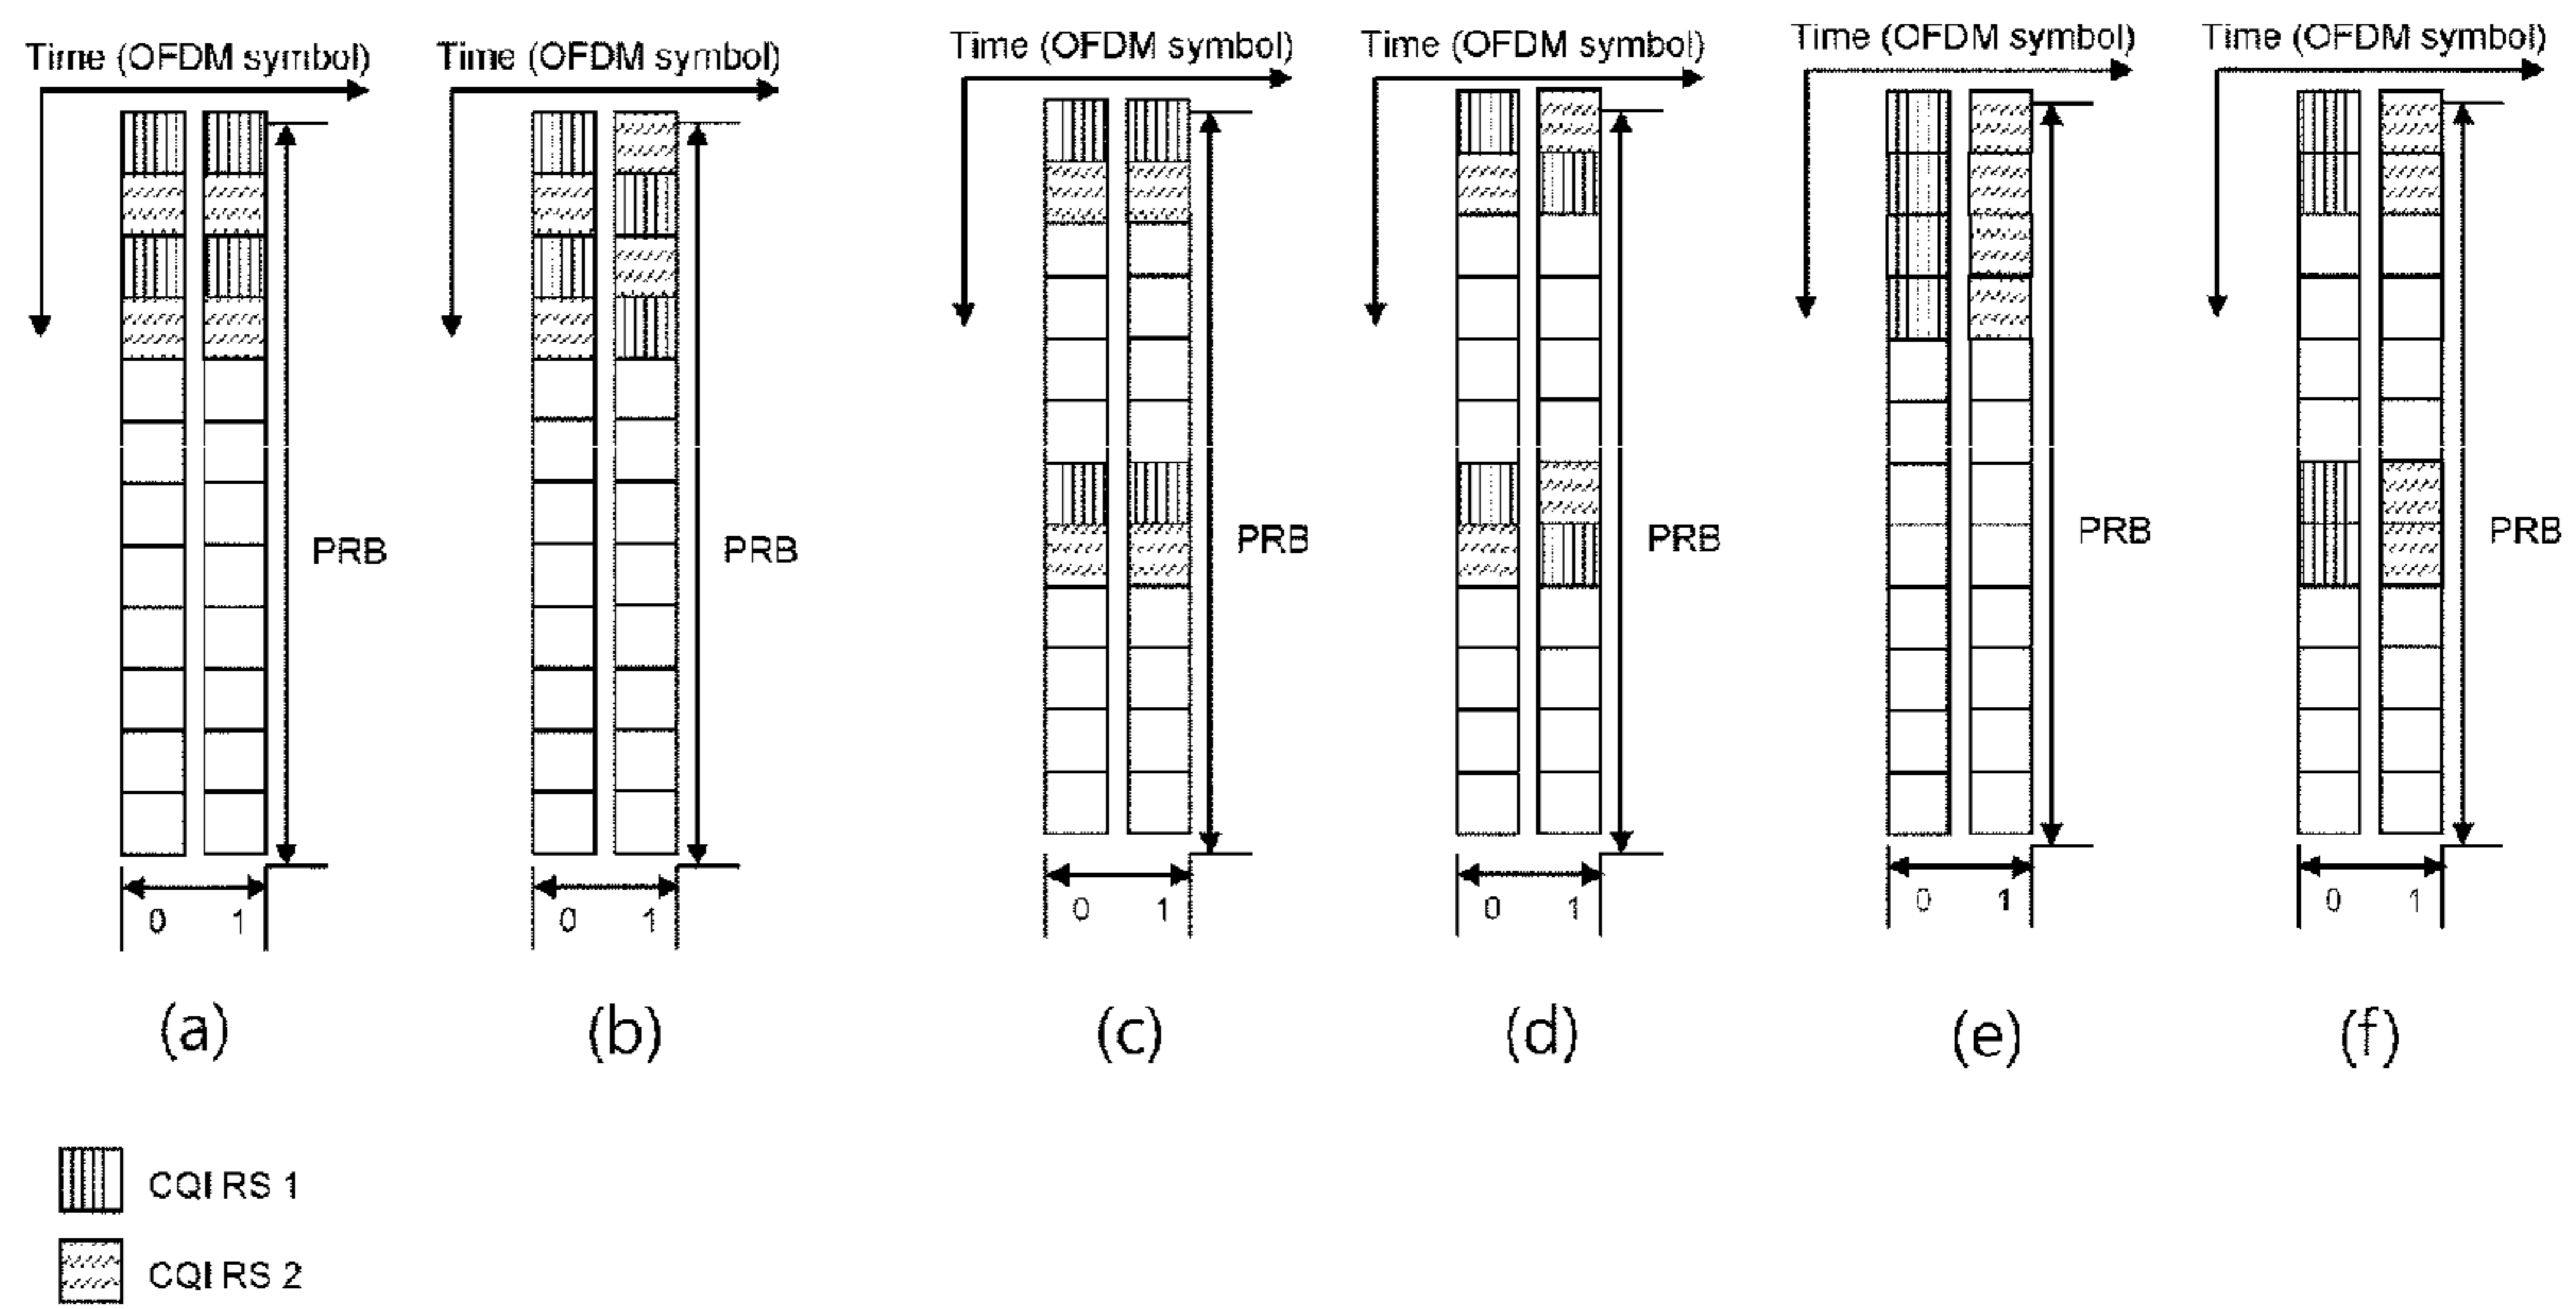 Time (OFDM symbol)
Time (OFDM symbol)
Time (OFDM symbol)
Time (OFDM symbol)
Time (OFDM symbol)
Time (OFDM symbol)
PRB
PRB
PRB
PRB
PRB
PRB
0 1
0 1
0 1
0 1
0 1
0 1
(a)
(b)
(c)
(d)
(e)
(f)
CQI RS 1
CQI RS 2